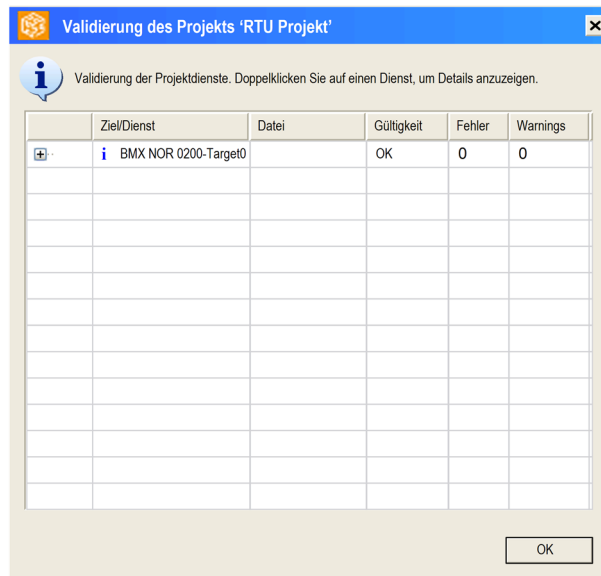 Validierung des Projekts ‘RTU Projekt’
Validierung der Projektdienste. Doppelklicken Sie auf einen Dienst, um Details anzuzeigen.
Ziel/Dienst Datei Gültigkeit Fehler Warnings
BMX NOR 0200-Target0 OK 0 0
OK